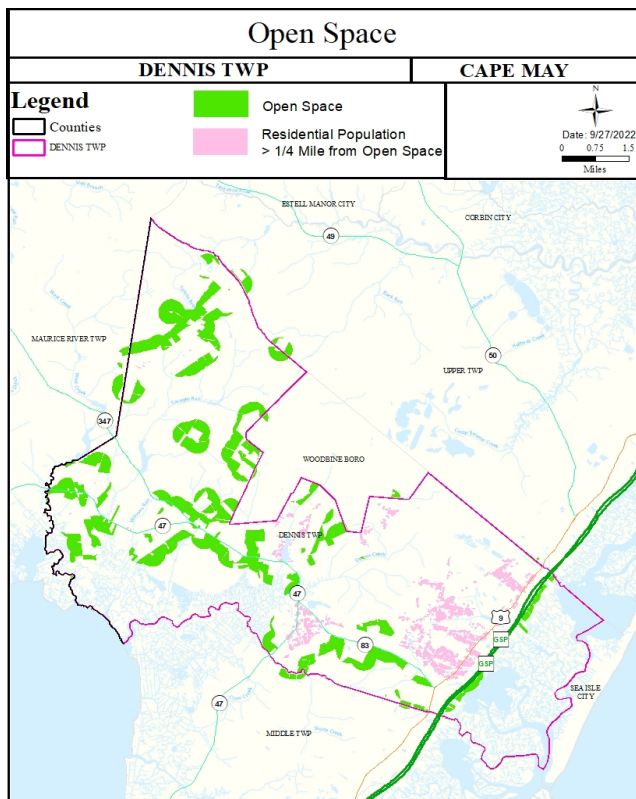 Open Space
DENNIS TWP
CAPE MAY
Legend
Counties
DENNIS TWP
Open Space
Residential Population
> 1/4 Mile from Open Space
N
Date: 9/27/2022
0 0.75 1.5
Miles
ESTELL MANOR CITY
CORBIN CITY
49
MAURICE RIVER TWP
50
UPPER TWP
347
WOODBINE BORO
47
DENNIS TWP
47
9
GSP
83
GSP
SEA ISLE
CITY
47
MIDDLE TWP